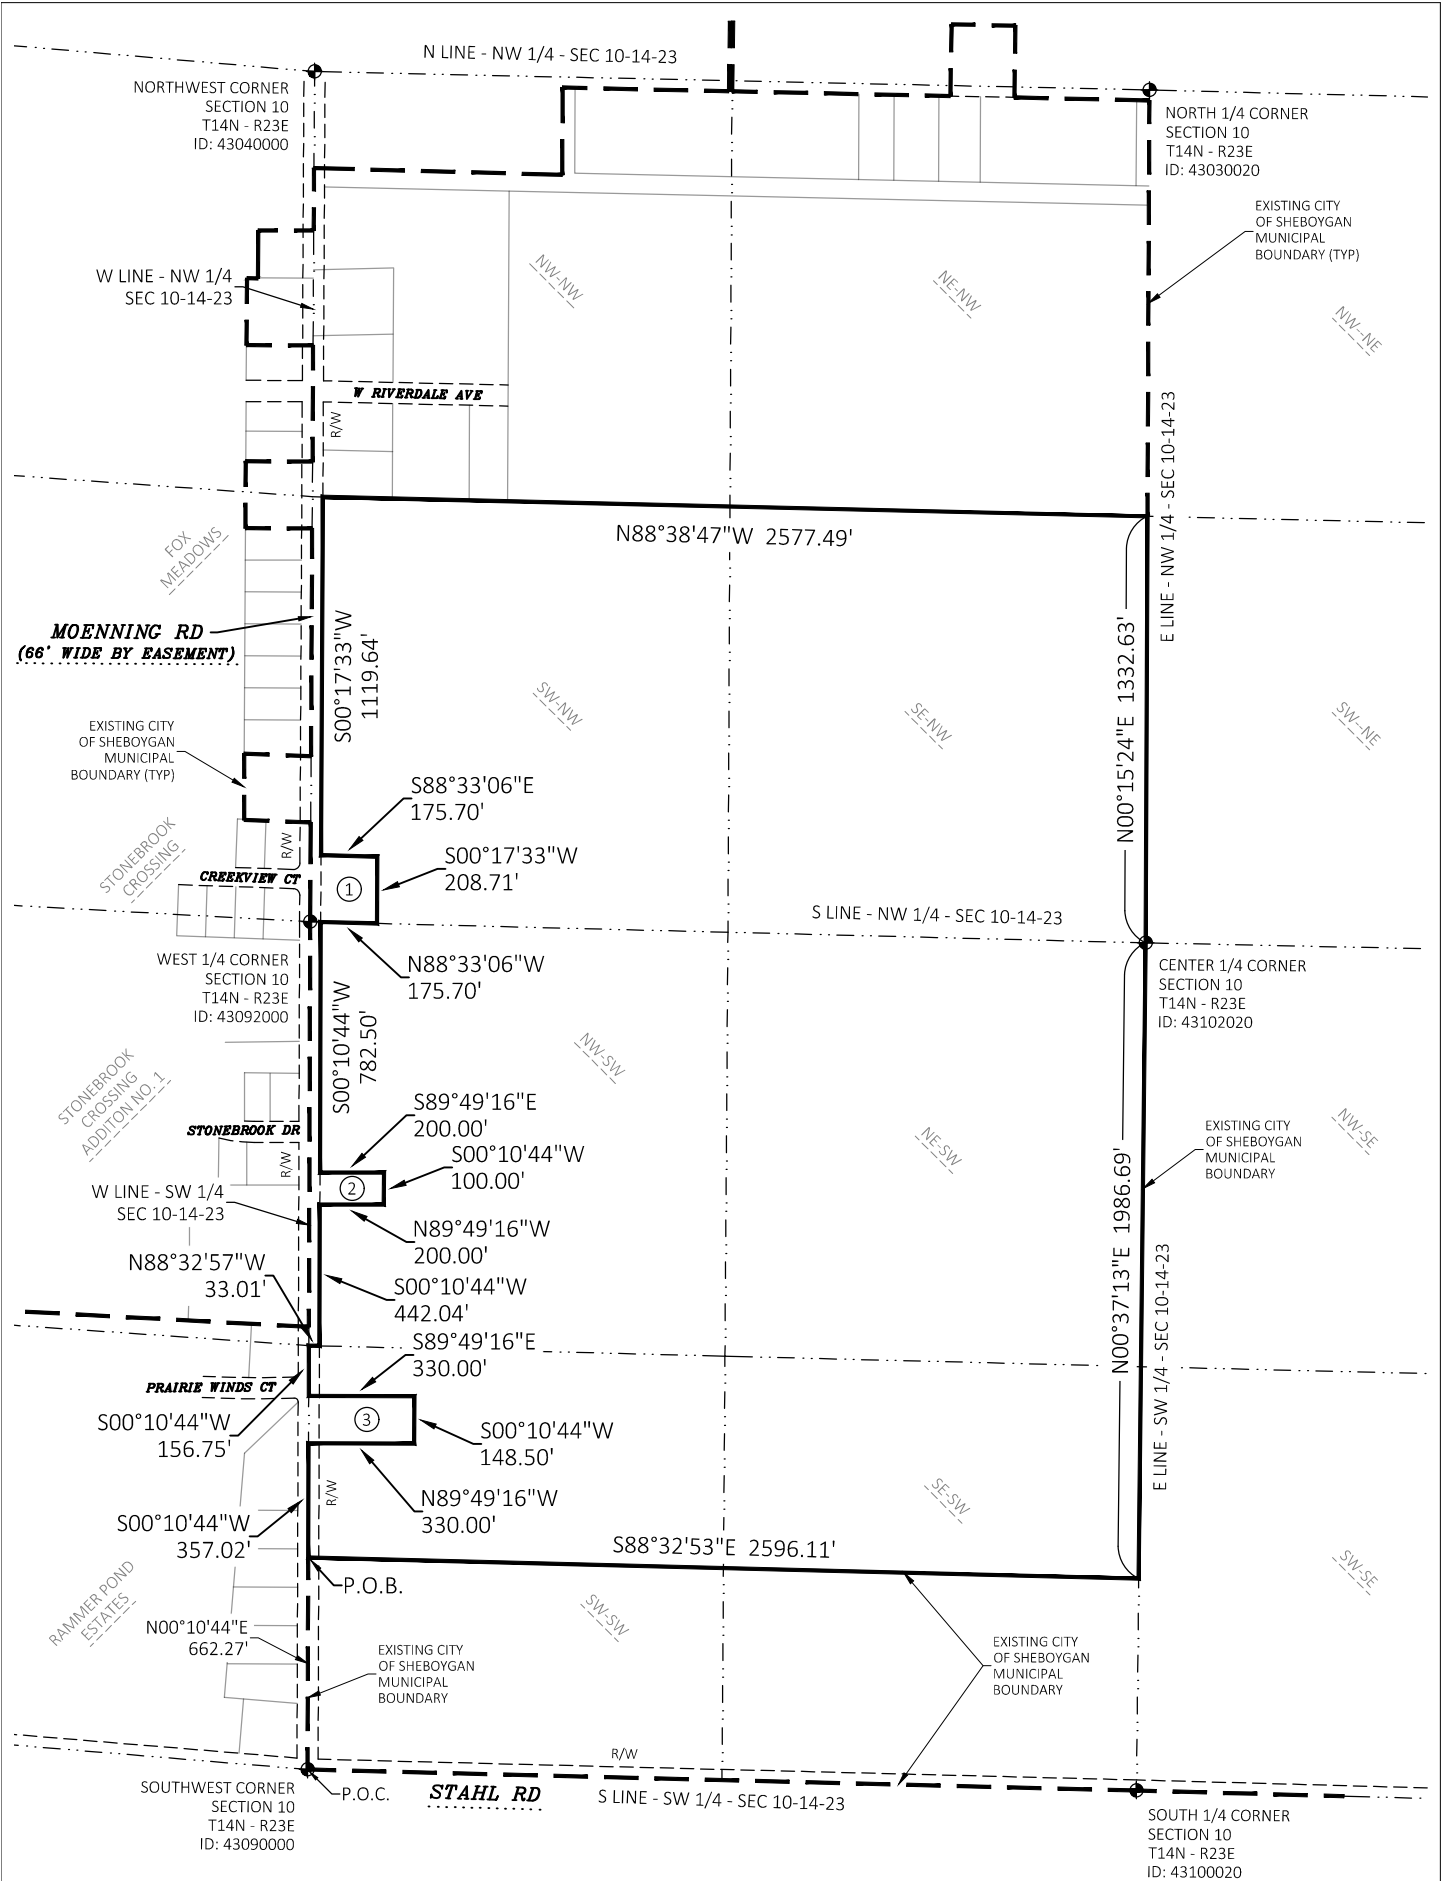 N LINE - NW 1/4 - SEC 10-14-23
NORTHWEST CORNER
SECTION 10
T14N - R23E
ID: 43040000
NORTH 1/4 CORNER
SECTION 10
T14N - R23E
ID: 43030020
EXISTING CITY
OF SHEBOYGAN
MUNICIPAL
BOUNDARY (TYP)
W LINE - NW 1/4
SEC 10-14-23
NW-NW
NE-NW
NW--NE
W RIVERDALE AVE
R/W
E LINE - NW 1/4 - SEC 10-14-23
N88°38'47"W 2577.49'
FOX
MEADOWS
MOENNING RD
(66' WIDE BY EASEMENT)
S00°17'33"W
1119.64'
N00°15'24"E 1332.63'
SW-NW
SE-NW
SW--NE
EXISTING CITY
OF SHEBOYGAN
MUNICIPAL
BOUNDARY (TYP)
S88°33'06"E
175.70'
S00°17'33"W
208.71'
STONEBROOK
CROSSING
R/W
CREEKVIEW CT
1
S LINE - NW 1/4 - SEC 10-14-23
WEST 1/4 CORNER
SECTION 10
T14N - R23E
ID: 43092000
N88°33'06"W
175.70'
CENTER 1/4 CORNER
SECTION 10
T14N - R23E
ID: 43102020
S00°10'44"W
782.50'
NW-SW
STONEBROOK
CROSSING
ADDITON NO. 1
S89°49'16"E
200.00'
STONEBROOK DR
R/W
S00°10'44"W
100.00'
2
NE-SW
NW-SE
EXISTING CITY
OF SHEBOYGAN
MUNICIPAL
BOUNDARY
N00°37'13"E 1986.69'
W LINE - SW 1/4
SEC 10-14-23
N89°49'16"W
200.00'
N88°32'57"W
33.01'
S00°10'44"W
442.04'
E LINE - SW 1/4 - SEC 10-14-23
S89°49'16"E
330.00'
PRAIRIE WINDS CT
S00°10'44"W
156.75'
3
S00°10'44"W
148.50'
R/W
N89°49'16"W
330.00'
SE-SW
S00°10'44"W
357.02'
S88°32'53"E 2596.11'
P.O.B.
RAMMER POND
ESTATES
SW-SW
SW-SE
N00°10'44"E
662.27'
EXISTING CITY
OF SHEBOYGAN
MUNICIPAL
BOUNDARY
EXISTING CITY
OF SHEBOYGAN
MUNICIPAL
BOUNDARY
R/W
SOUTHWEST CORNER
SECTION 10
T14N - R23E
ID: 43090000
P.O.C.
STAHL RD
S LINE - SW 1/4 - SEC 10-14-23
SOUTH 1/4 CORNER
SECTION 10
T14N - R23E
ID: 43100020